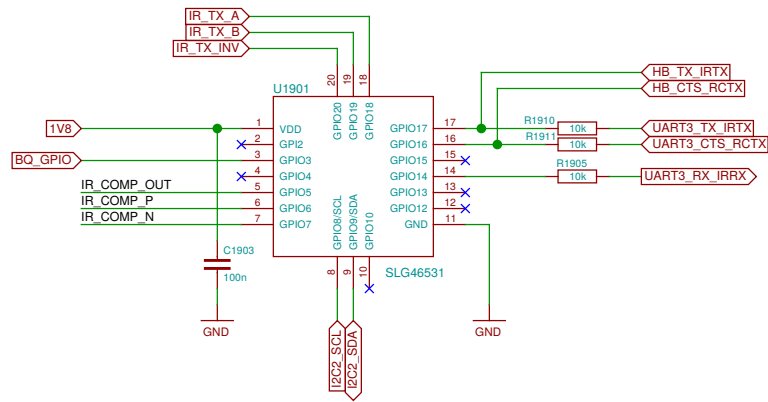 IR_TX_A
IR_TX_B
IR_TX_INV
20
19
18
U1901
GPIO20
GPIO19
GPIO18
HB_TX_IRTX
HB_CTS_RCTX
1V8
1
VDD
GPIO17
17
R1910
10k
UART3_TX_IRTX
2
GPI2
GPIO16
16
R1911
10k
UART3_CTS_RCTX
BQ_GPIO
3
GPIO3
GPIO15
15
4
GPIO4
GPIO14
14
R1905
10k
UART3_RX_IRRX
IR_COMP_OUT
5
GPIO5
GPIO13
13
IR_COMP_P
6
GPIO6
GPIO12
12
IR_COMP_N
7
GPIO7
GND
11
GPIO8/SCL
GPIO9/SDA
GPIO10
C1903
100n
8
9
10
SLG46531
GND
GND
I2C2_SCL
I2C2_SDA